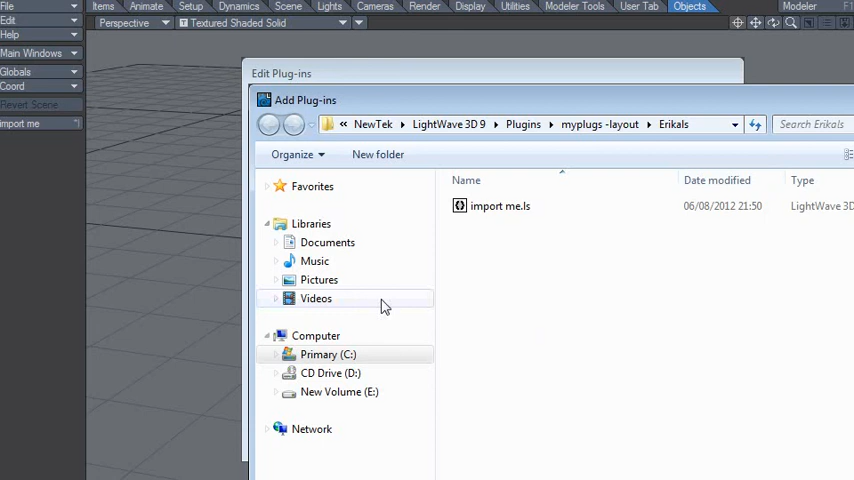 File Items Animate Setup Dynamics Scene Lights Cameras Render Display Utilities Modeler Tools User Tab Objects Modeler F1
Edit Perspective Textured Shaded Solid
Help
Main Windows
Globals
Coord
Revert Scene
import me
Edit Plug-ins
Add Plug-ins
« NewTek LightWave 3D 9 Plugins myplugs -layout Erikals Search Erikals
Organize New folder
Name Date modified Type
import me.ls 06/08/2012 21:50 LightWave 3D
Favorites
Libraries
Documents
Music
Pictures
Videos
Computer
Primary (C:)
CD Drive (D:)
New Volume (E:)
Network